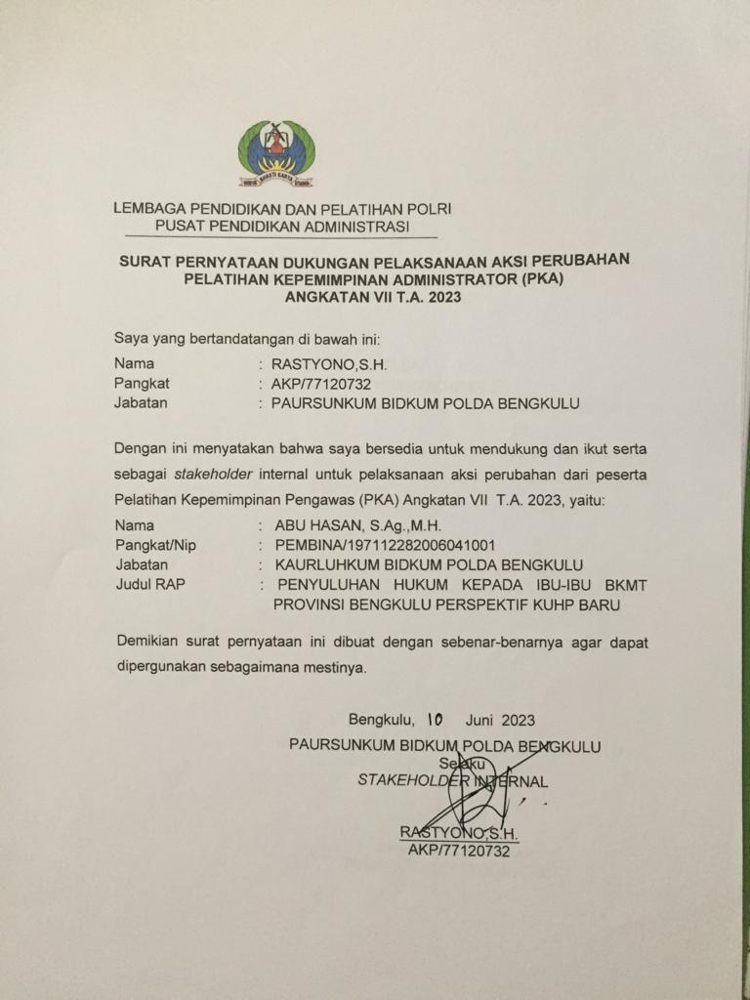 BHAKTI KARYA
UTAMA
LEMBAGA PENDIDIKAN DAN PELATIHAN POLRI
PUSAT PENDIDIKAN ADMINISTRASI
SURAT PERNYATAAN DUKUNGAN PELAKSANAAN AKSI PERUBAHAN
PELATIHAN KEPEMIMPINAN ADMINISTRATOR (PKA)
ANGKATAN VII T.A. 2023
Saya yang bertandatangan di bawah ini:
Nama : RASTYONO,S.H.
Pangkat : AKP/77120732
Jabatan : PAURSUNKUM BIDKUM POLDA BENGKULU
Dengan ini menyatakan bahwa saya bersedia untuk mendukung dan ikut serta
sebagai stakeholder internal untuk pelaksanaan aksi perubahan dari peserta
Pelatihan Kepemimpinan Pengawas (PKA) Angkatan VII T.A. 2023, yaitu:
Nama : ABU HASAN, S.Ag.,M.H.
Pangkat/Nip : PEMBINA/197112282006041001
Jabatan : KAURLUHKUM BIDKUM POLDA BENGKULU
Judul RAP : PENYULUHAN HUKUM KEPADA IBU-IBU BKMT
PROVINSI BENGKULU PERSPEKTIF KUHP BARU
Demikian surat pernyataan ini dibuat dengan sebenar-benarnya agar dapat
dipergunakan sebagaimana mestinya.
Bengkulu, 10 Juni 2023
PAURSUNKUM BIDKUM POLDA BENGKULU
Selaku
STAKEHOLDER INTERNAL
RASTYONO,S.H.
AKP/77120732